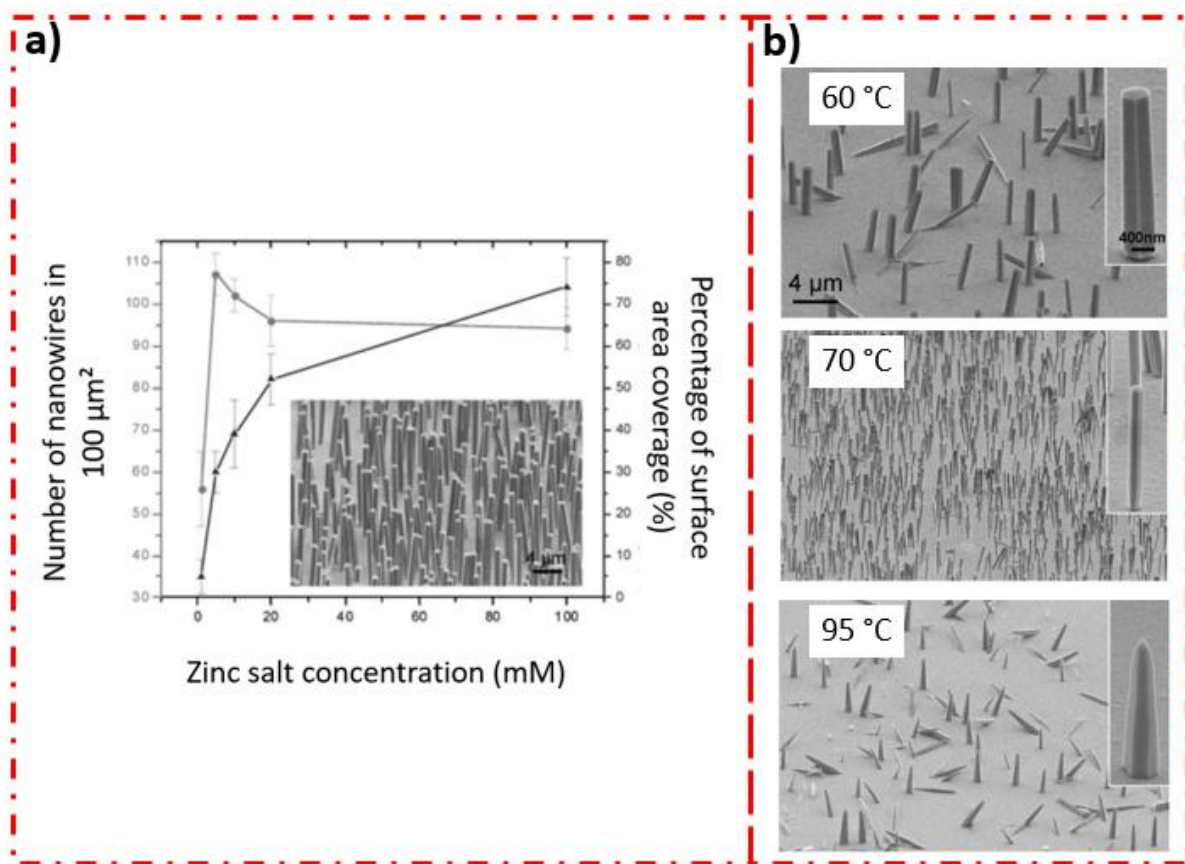 a)
Number of nanowires in
100 µm²
110
100
90
80
70
60
50
40
30
80
70
60
50
40
30
20
10
0
Percentage of surface
area coverage (%)
4 µm
0
20
40
60
80
100
Zinc salt concentration (mM)
b)
60 °C
400nm
4 µm
70 °C
95 °C